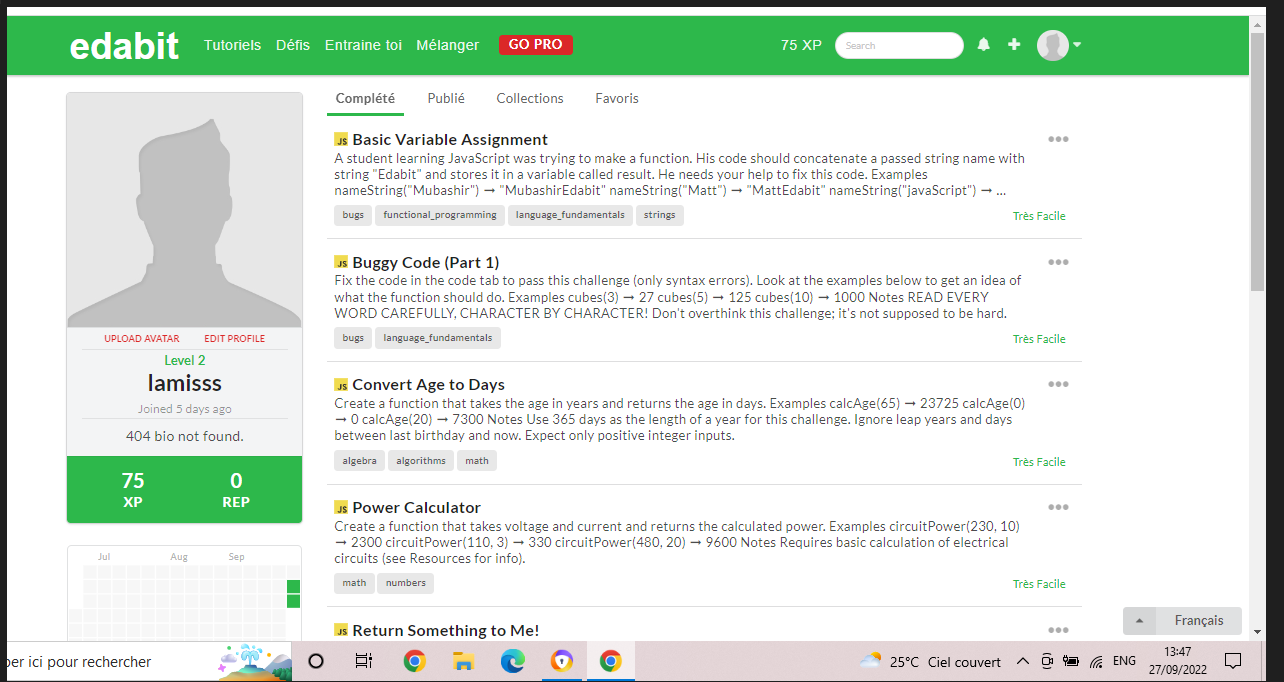 edabit
Tutoriels Défis Entraine toi Mélanger GO PRO 75 XP Search
Complété Publié Collections Favoris
JS Basic Variable Assignment
A student learning JavaScript was trying to make a function. His code should concatenate a passed string name with
string "Edabit" and stores it in a variable called result. He needs your help to fix this code. Examples
nameString("Mubashir") → "MubashirEdabit" nameString("Matt") → "MattEdabit" nameString("javaScript") → ...
bugs functional_programming language_fundamentals strings
Très Facile
JS Buggy Code (Part 1)
Fix the code in the code tab to pass this challenge (only syntax errors). Look at the examples below to get an idea of
what the function should do. Examples cubes(3) → 27 cubes(5) → 125 cubes(10) → 1000 Notes READ EVERY
WORD CAREFULLY, CHARACTER BY CHARACTER! Don't overthink this challenge; it's not supposed to be hard.
bugs language_fundamentals
Très Facile
JS Convert Age to Days
Create a function that takes the age in years and returns the age in days. Examples calcAge(65) → 23725 calcAge(0)
→ 0 calcAge(20) → 7300 Notes Use 365 days as the length of a year for this challenge. Ignore leap years and days
between last birthday and now. Expect only positive integer inputs.
algebra algorithms math
Très Facile
JS Power Calculator
Create a function that takes voltage and current and returns the calculated power. Examples circuitPower(230, 10)
→ 2300 circuitPower(110, 3) → 330 circuitPower(480, 20) → 9600 Notes Requires basic calculation of electrical
circuits (see Resources for info).
math numbers
Très Facile
JS Return Something to Me!
UPLOAD AVATAR EDIT PROFILE
Level 2
lamisss
Joined 5 days ago
404 bio not found.
75 0
XP REP
Jul Aug Sep
Français
per ici pour rechercher
25°C Ciel couvert
ENG
13:47
27/09/2022